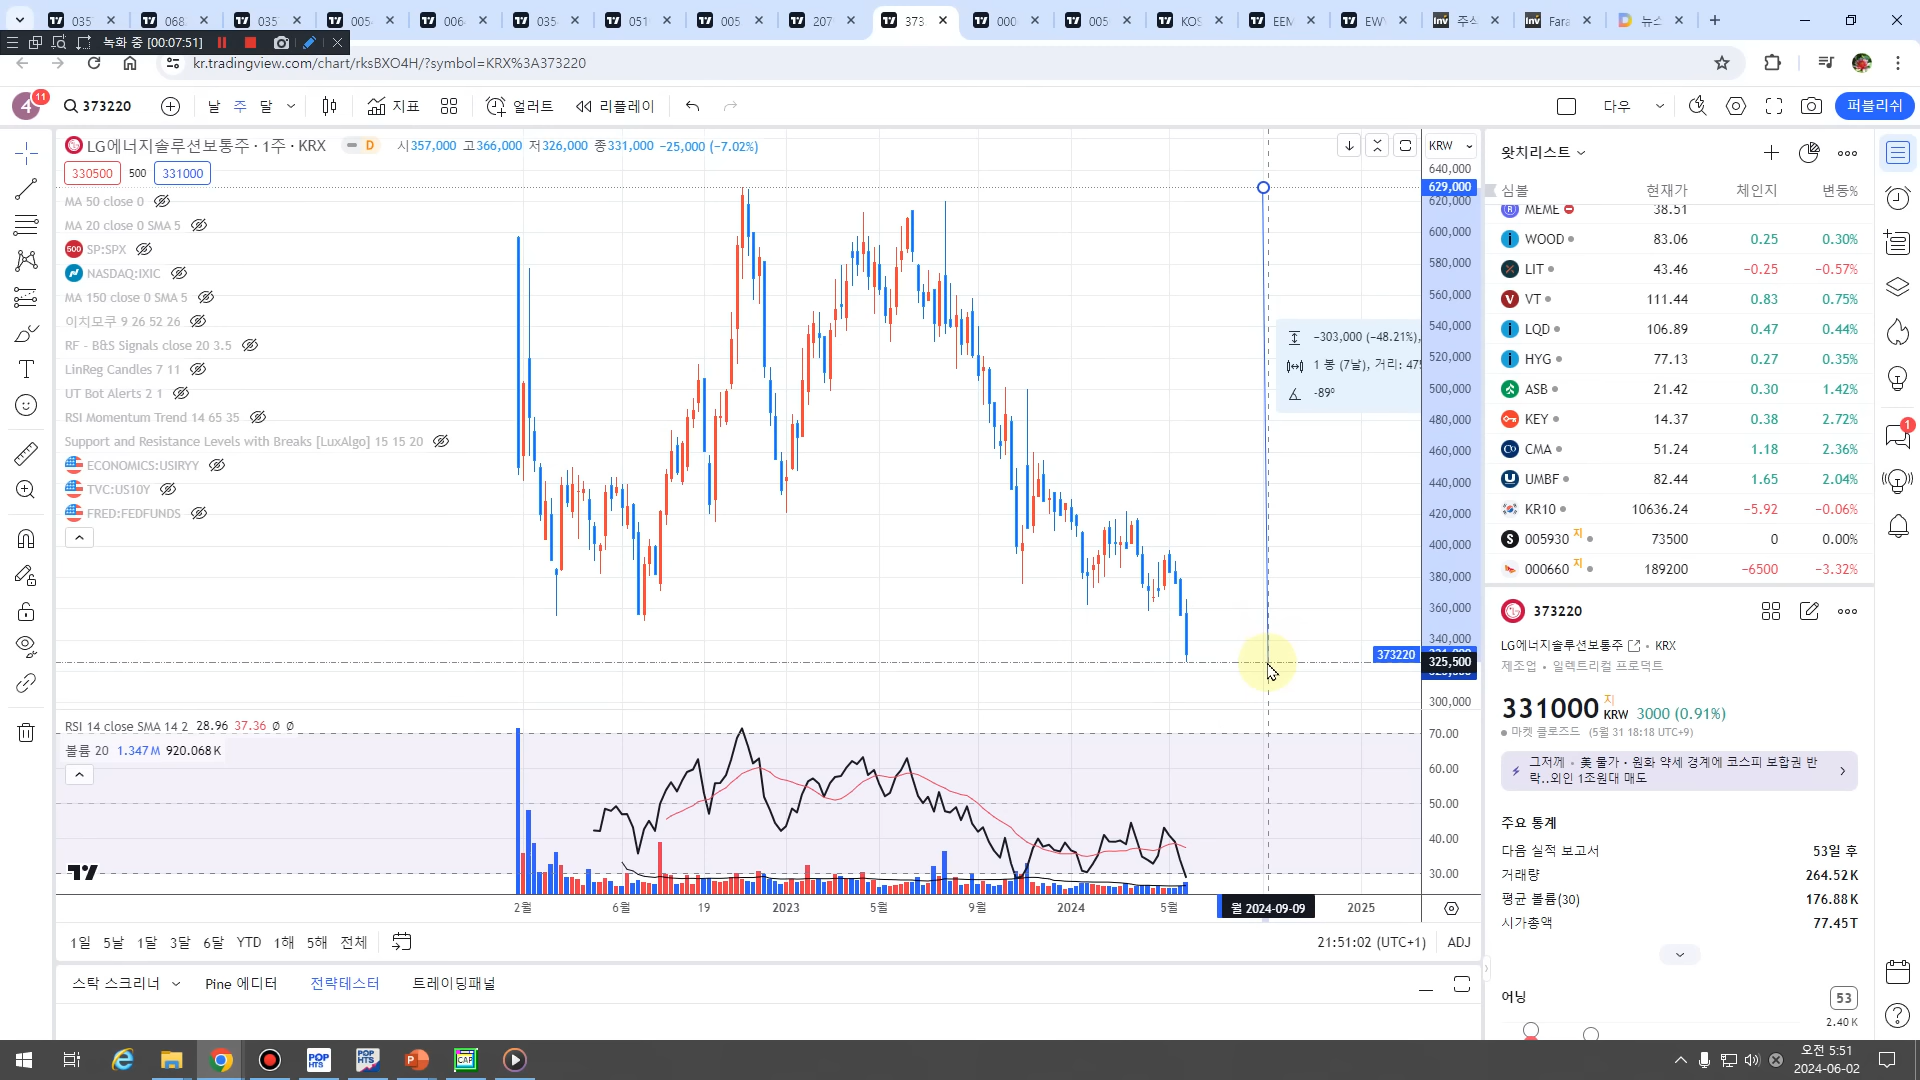 035 068 035 005 006 035 051 005 207 373 000 005 KOS EEM EW 주식 Fara 뉴스
녹화 중 [00:07:51]
kr.tradingview.com/chart/rksBXO4H/?symbol=KRX%3A373220
4 11 373220 날 주 달 지표 얼러트 리플레이 다우 퍼블리쉬
LG에너지솔루션보통주 · 1주 · KRX D 시357,000 고366,000 저326,000 종331,000 −25,000 (−7.02%)
330500 500 331000
MA 50 close 0
MA 20 close 0 SMA 5
500 SP:SPX
NASDAQ:IXIC
MA 150 close 0 SMA 5
이치모쿠 9 26 52 26
RF - B&S Signals close 20 3.5
LinReg Candles 7 11
UT Bot Alerts 2 1
RSI Momentum Trend 14 65 35
Support and Resistance Levels with Breaks [LuxAlgo] 15 15 20
ECONOMICS:USIRYY
TVC:US10Y
FRED:FEDFUNDS
−303,000 (−48.21%),
1 봉 (7날), 거리: 47
-89º
KRW
640,000
629,000
620,000
600,000
580,000
560,000
540,000
520,000
500,000
480,000
460,000
440,000
420,000
400,000
380,000
360,000
340,000
373220
325,500
300,000
RSI 14 close SMA 14 2 28.96 37.36 ∅ ∅
볼륨 20 1.347M 920.068K
70.00
60.00
50.00
40.00
30.00
2월 6월 19 2023 5월 9월 2024 5월 월 2024-09-09 2025
1일 5날 1달 3달 6달 YTD 1해 5해 전체 21:51:02 (UTC+1) ADJ
스탁 스크리너 Pine 에디터 전략테스터 트레이딩패널
왓치리스트
심볼 현재가 체인지 변동%
MEME 38.51
WOOD 83.06 0.25 0.30%
LIT 43.46 −0.25 −0.57%
VT 111.44 0.83 0.75%
LQD 106.89 0.47 0.44%
HYG 77.13 0.27 0.35%
ASB 21.42 0.30 1.42%
KEY 14.37 0.38 2.72%
CMA 51.24 1.18 2.36%
UMBF 82.44 1.65 2.04%
KR10 10636.24 −5.92 −0.06%
005930 지 73500 0 0.00%
000660 지 189200 −6500 −3.32%
373220
LG에너지솔루션보통주 • KRX
제조업 • 일렉트리컬 프로덕트
331000 지 KRW 3000 (0.91%)
마켓 클로즈드 (5월 31 18:18 UTC+9)
그저께 • 美 물가・원화 약세 경계에 코스피 보합권 반
락‥외인 1조원대 매도
주요 통계
다음 실적 보고서 53일 후
거래량 264.52K
평균 볼륨(30) 176.88K
시가총액 77.45T
어닝 53
2.40K
1
POP HTS POP HTS CAP
오전 5:51
2024-06-02